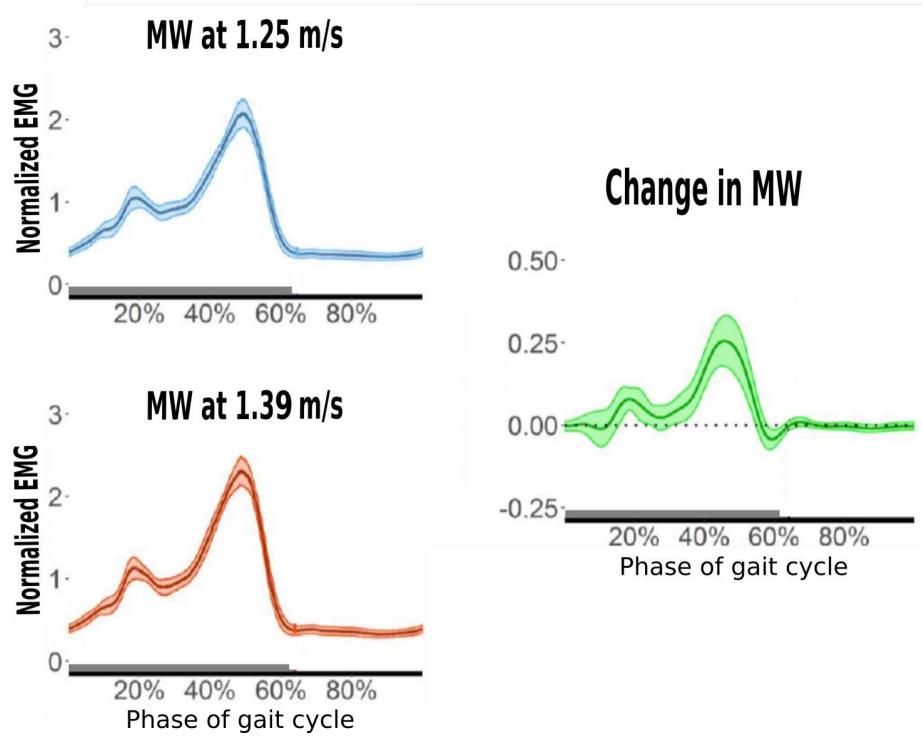 MW at 1.25 m/s
3
2
1
0
Normalized EMG
20% 40% 60% 80%
MW at 1.39 m/s
3
2
1
0
Normalized EMG
20% 40% 60% 80%
Phase of gait cycle
Change in MW
0.50
0.25
0.00
-0.25
20% 40% 60% 80%
Phase of gait cycle